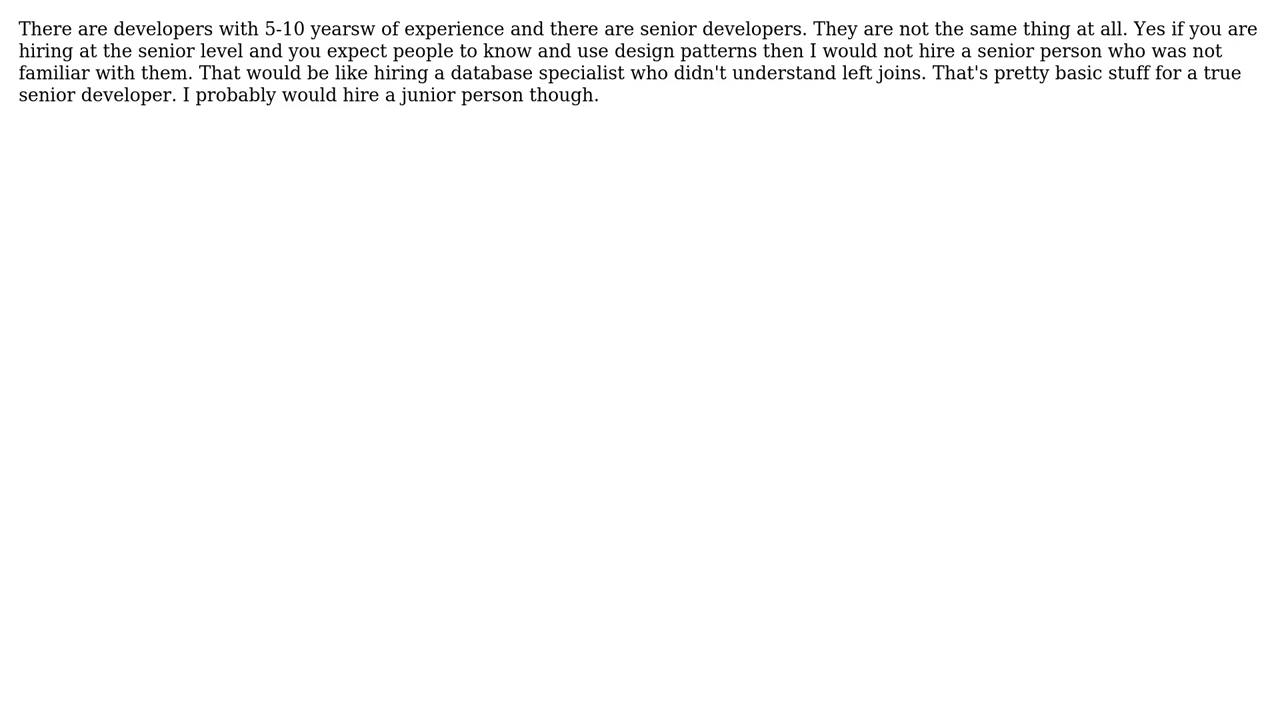 There are developers with 5-10 yearsw of experience and there are senior developers. They are not the same thing at all. Yes if you are
hiring at the senior level and you expect people to know and use design patterns then I would not hire a senior person who was not
familiar with them. That would be like hiring a database specialist who didn't understand left joins. That's pretty basic stuff for a true
senior developer. I probably would hire a junior person though.